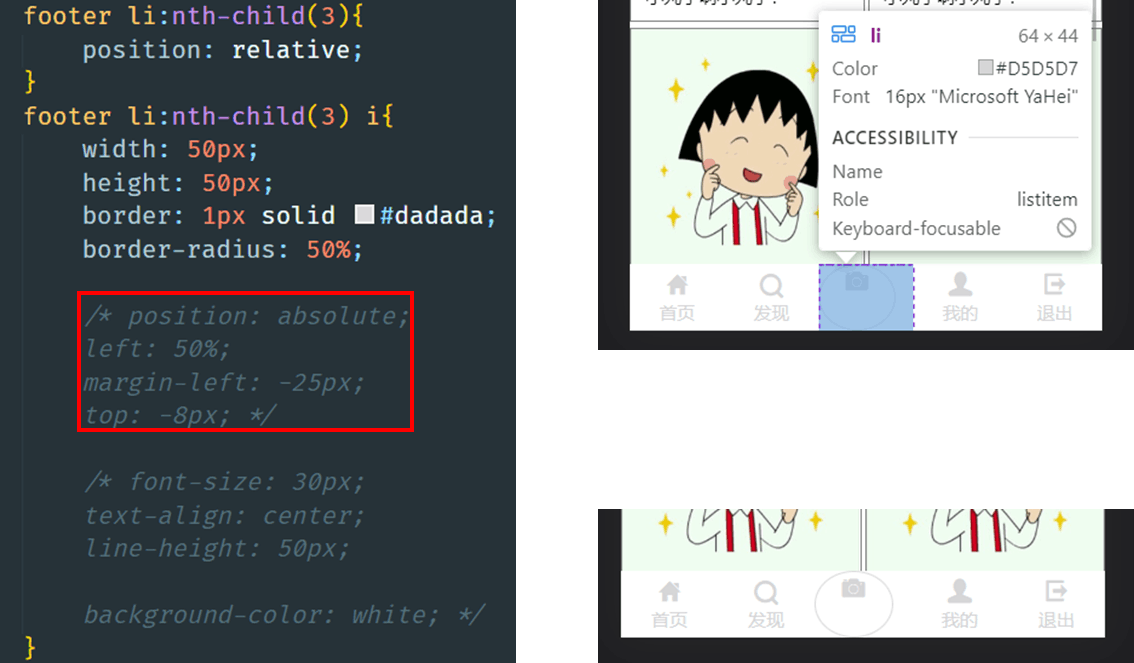 footer li:nth-child(3){
position: relative;
}
footer li:nth-child(3) i{
width: 50px;
height: 50px;
border: 1px solid #dadada;
border-radius: 50%;
/* position: absolute;
left: 50%;
margin-left: -25px;
top: -8px; */
/* font-size: 30px;
text-align: center;
line-height: 50px;
background-color: white; */
}
li 64 × 44
Color #D5D5D7
Font 16px "Microsoft YaHei"
ACCESSIBILITY
Name
Role listitem
Keyboard-focusable
首页 发现 我的 退出
首页 发现 我的 退出